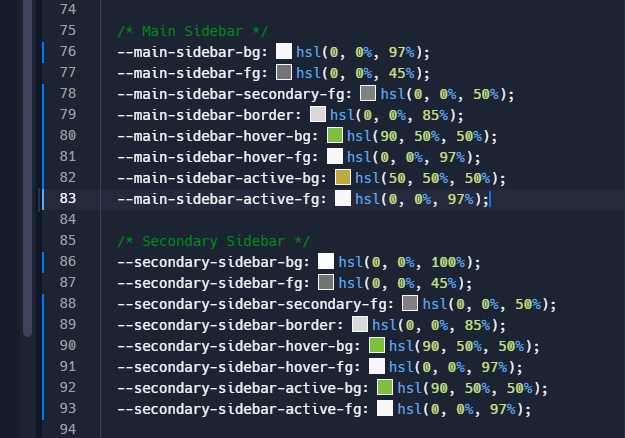 74
75 /* Main Sidebar */
76 --main-sidebar-bg: hsl(0, 0%, 97%);
77 --main-sidebar-fg: hsl(0, 0%, 45%);
78 --main-sidebar-secondary-fg: hsl(0, 0%, 50%);
79 --main-sidebar-border: hsl(0, 0%, 85%);
80 --main-sidebar-hover-bg: hsl(90, 50%, 50%);
81 --main-sidebar-hover-fg: hsl(0, 0%, 97%);
82 --main-sidebar-active-bg: hsl(50, 50%, 50%);
83 --main-sidebar-active-fg: hsl(0, 0%, 97%);
84
85 /* Secondary Sidebar */
86 --secondary-sidebar-bg: hsl(0, 0%, 100%);
87 --secondary-sidebar-fg: hsl(0, 0%, 45%);
88 --secondary-sidebar-secondary-fg: hsl(0, 0%, 50%);
89 --secondary-sidebar-border: hsl(0, 0%, 85%);
90 --secondary-sidebar-hover-bg: hsl(90, 50%, 50%);
91 --secondary-sidebar-hover-fg: hsl(0, 0%, 97%);
92 --secondary-sidebar-active-bg: hsl(90, 50%, 50%);
93 --secondary-sidebar-active-fg: hsl(0, 0%, 97%);
94